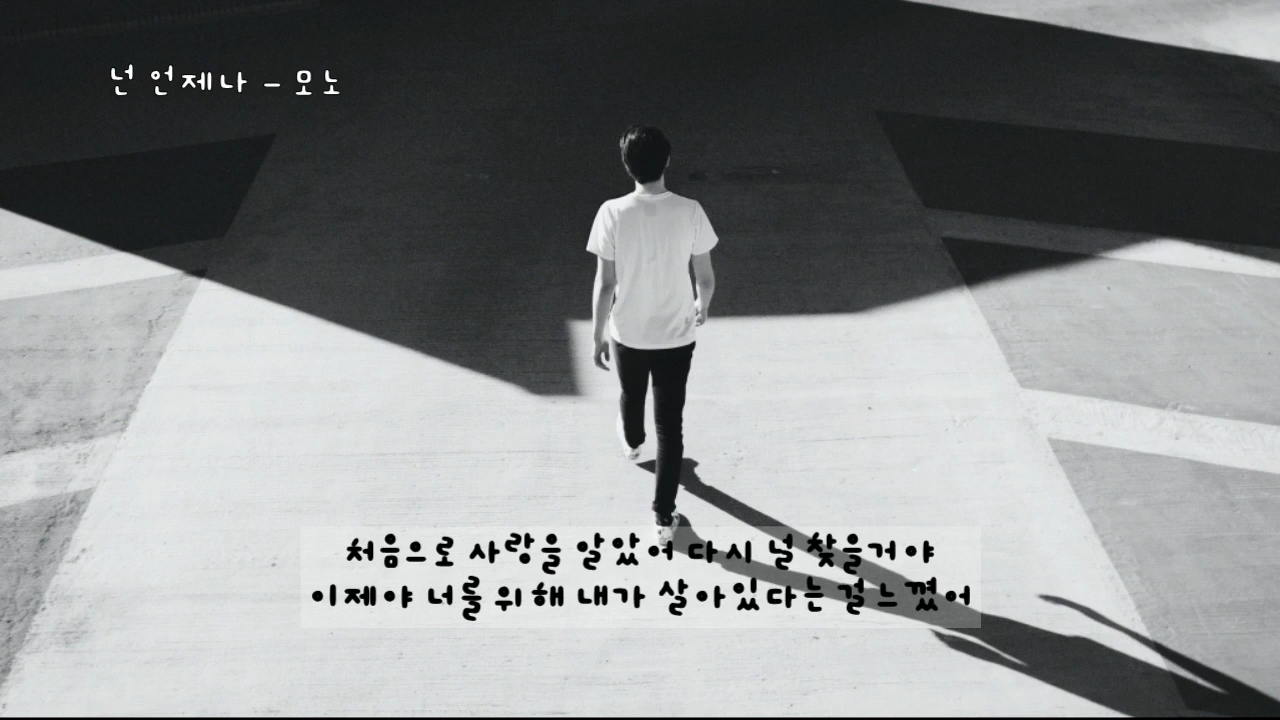 넌 언제나 - 모노
처음으로 사랑을 알았어 다시 널 찾을거야
이제야 너를 위해 내가 살아있다는 걸 느꼈어